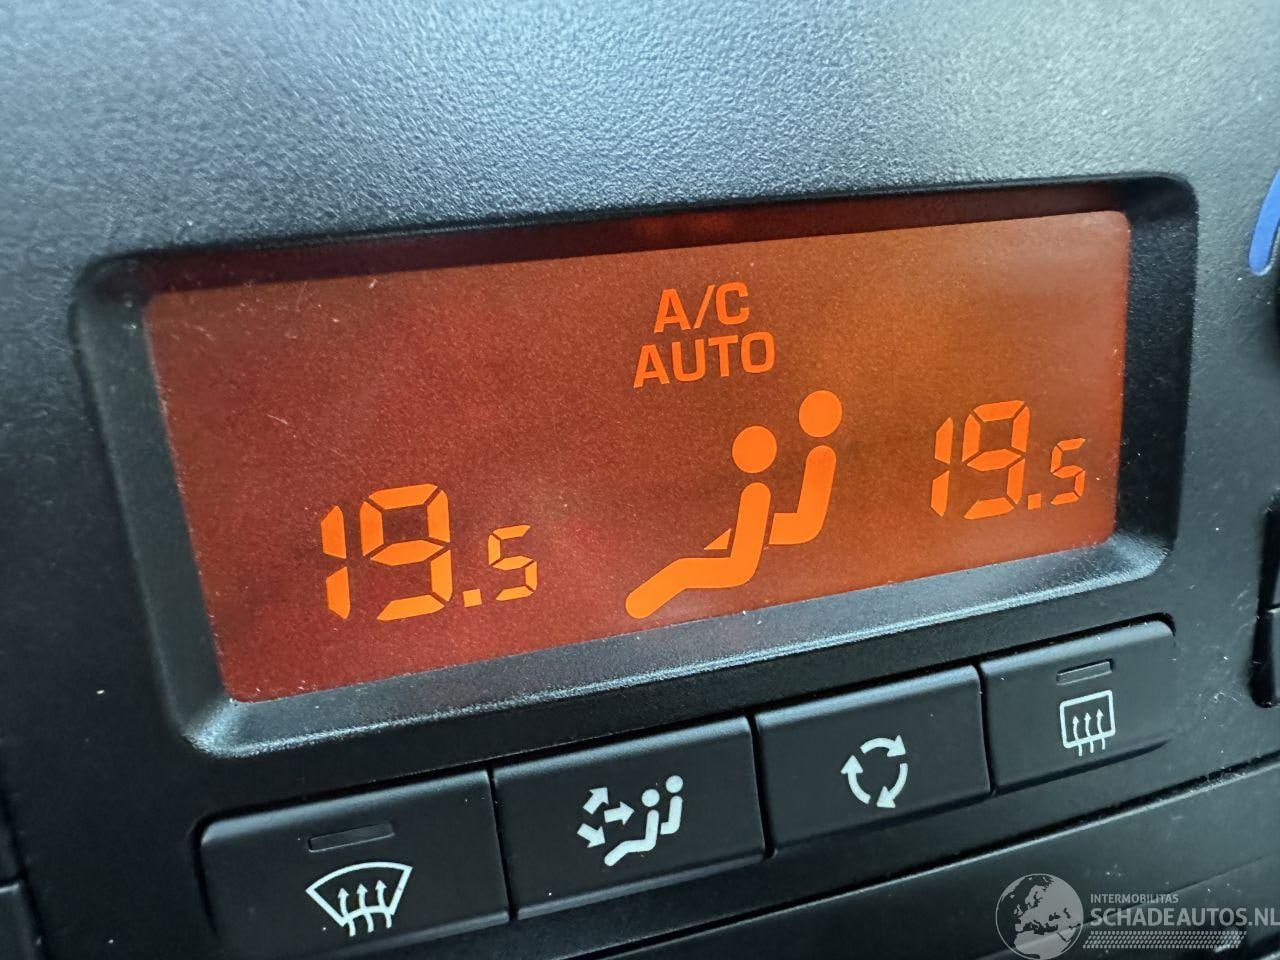 A/C
AUTO
19.5
19.5
INTERMOBILITAS
SCHADEAUTOS.NL